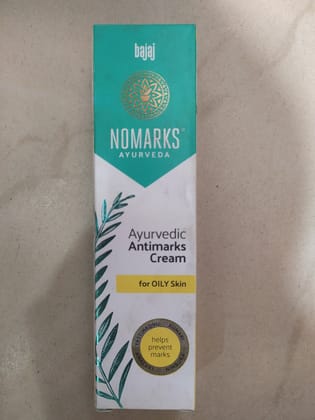 bajaj
NOMARKS
AYURVEDA
Ayurvedic
Antimarks
Cream
for OILY Skin
helps
prevent
marks